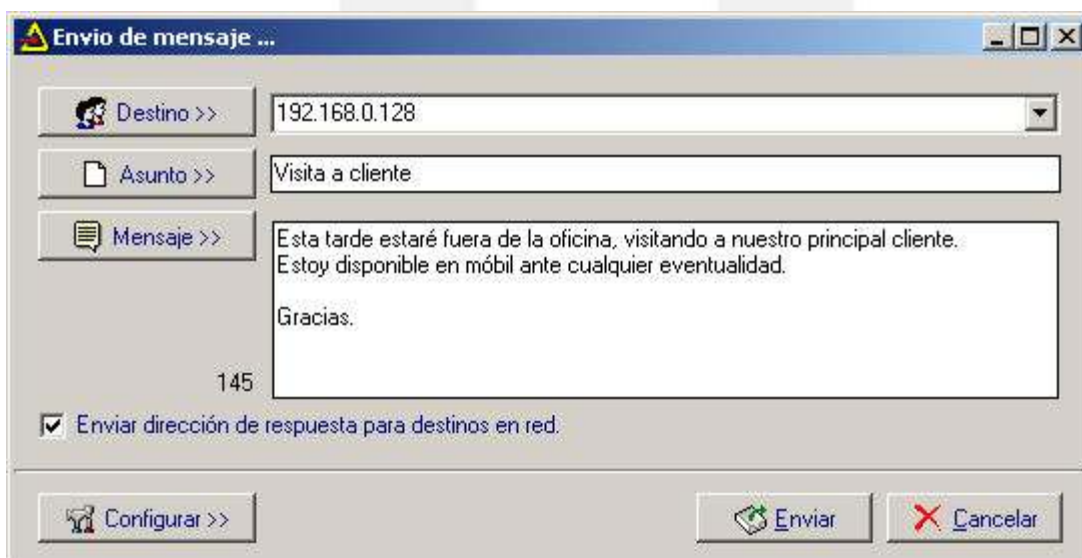 Envio de mensaje ...
Destino >> 192.168.0.128
Asunto >> Visita a cliente
Mensaje >> Esta tarde estaré fuera de la oficina, visitando a nuestro principal cliente.
Estoy disponible en móbil ante cualquier eventualidad.
Gracias.
145
Enviar dirección de respuesta para destinos en red.
Configurar >> Enviar Cancelar